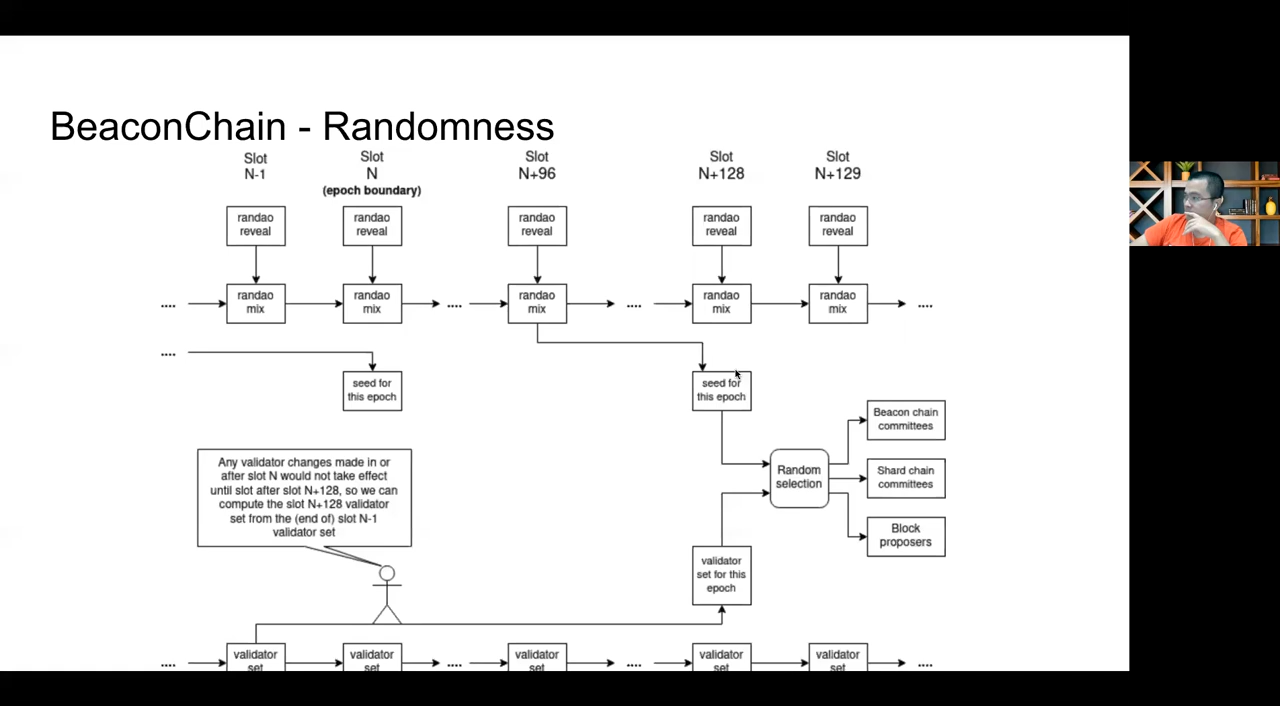 BeaconChain - Randomness
Slot
N-1
Slot
N
(epoch boundary)
Slot
N+96
Slot
N+128
Slot
N+129
randao
reveal
randao
reveal
randao
reveal
randao
reveal
randao
reveal
....
randao
mix
randao
mix
....
randao
mix
....
randao
mix
randao
mix
....
....
seed for
this epoch
seed for
this epoch
Beacon chain
committees
Any validator changes made in or
after slot N would not take effect
until slot after slot N+128, so we can
compute the slot N+128 validator
set from the (end of) slot N-1
validator set
Random
selection
Shard chain
committees
Block
proposers
validator
set for this
epoch
....
validator
set
validator
set
....
validator
set
....
validator
set
validator
set
....